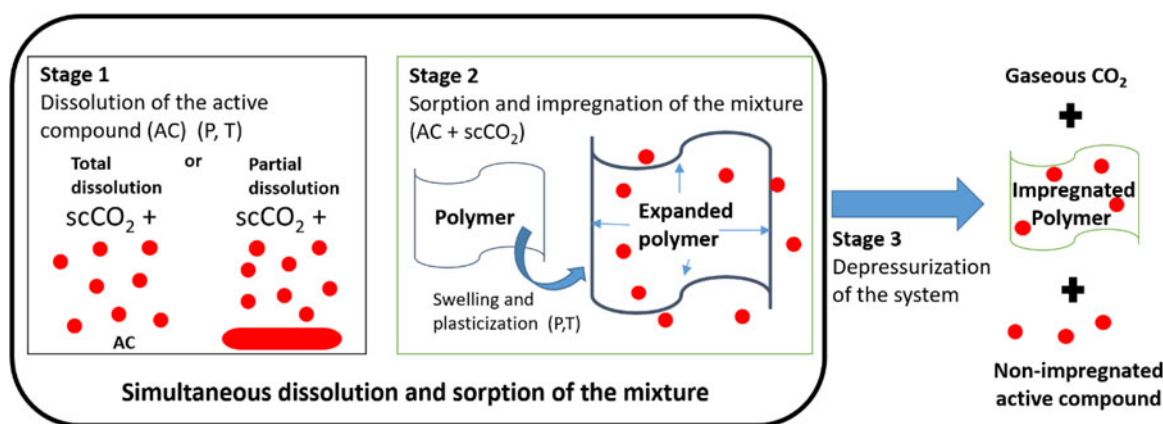 Stage 1
Dissolution of the active
compound (AC) (P, T)
Total
dissolution
or
Partial
dissolution
scCO₂ +
scCO₂ +
AC
Stage 2
Sorption and impregnation of the mixture
(AC + scCO₂)
Polymer
Expanded
polymer
Swelling and
plasticization (P,T)
Simultaneous dissolution and sorption of the mixture
Stage 3
Depressurization
of the system
Gaseous CO₂
+
Impregnated
Polymer
+
Non-impregnated
active compound